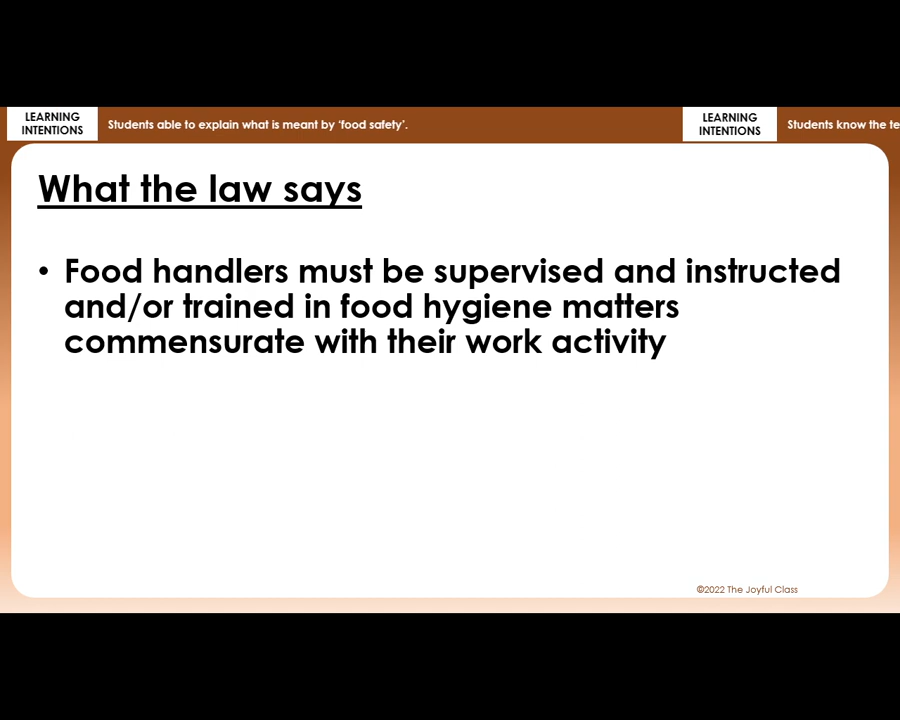 LEARNING
INTENTIONS
Students able to explain what is meant by ‘food safety’.
LEARNING
INTENTIONS
Students know the te
What the law says
• Food handlers must be supervised and instructed
and/or trained in food hygiene matters
commensurate with their work activity
©2022 The Joyful Class